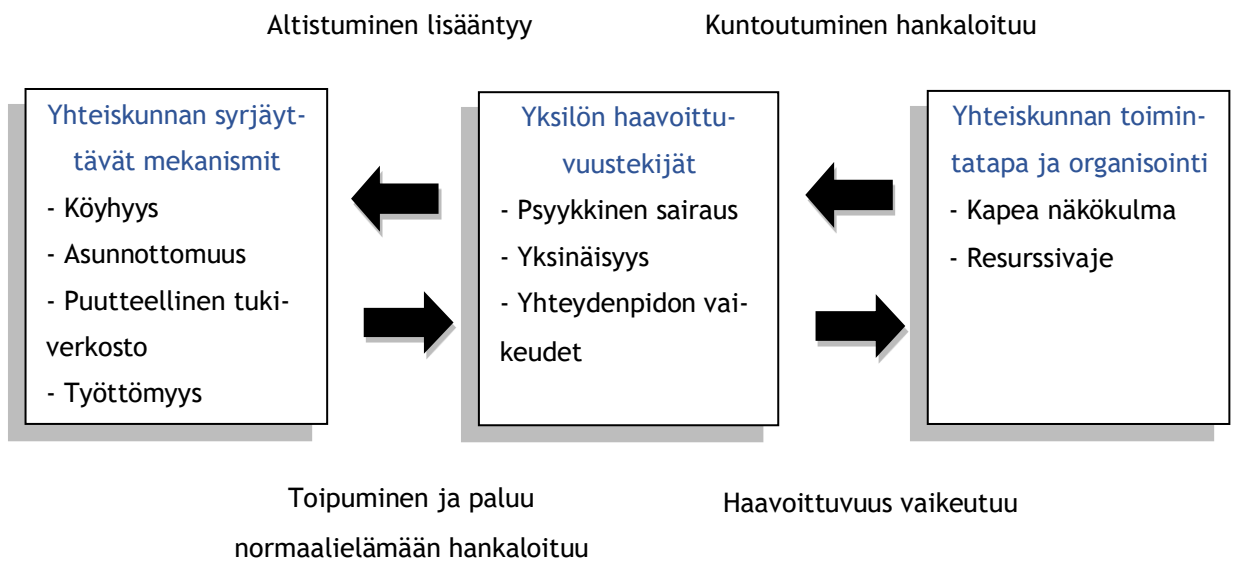 Altistuminen lisääntyy
Kuntoutuminen hankaloituu
Yhteiskunnan syrjäyt-
tävät mekanismit
- Köyhyys
- Asunnottomuus
- Puutteellinen tuki-
verkosto
- Työttömyys
Yksilön haavoittu-
vuustekijät
- Psyykkinen sairaus
- Yksinäisyys
- Yhteydenpidon vai-
keudet
Yhteiskunnan toimin-
tatapa ja organisointi
- Kapea näkökulma
- Resurssivaje
Toipuminen ja paluu
normaalielämään hankaloituu
Haavoittuvuus vaikeutuu